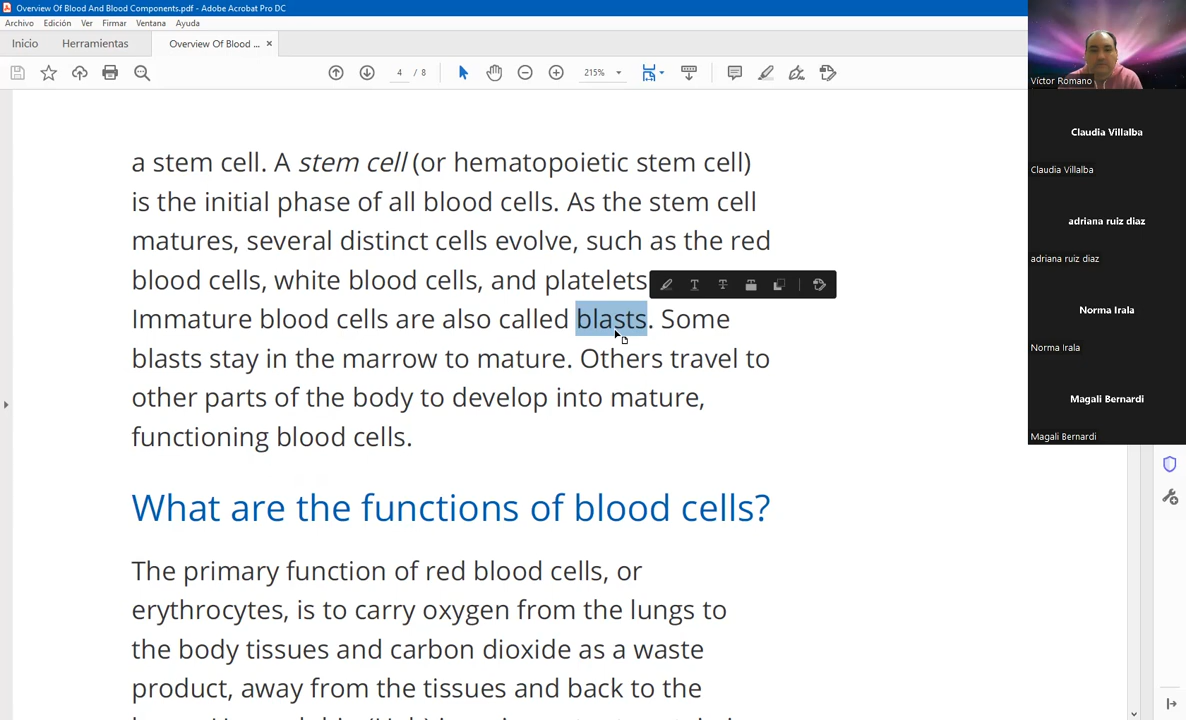 Overview Of Blood And Blood Components.pdf - Adobe Acrobat Pro DC
Archivo Edición Ver Firmar Ventana Ayuda
Inicio Herramientas Overview Of Blood ... ×
4 / 8 215%
a stem cell. A stem cell (or hematopoietic stem cell)
is the initial phase of all blood cells. As the stem cell
matures, several distinct cells evolve, such as the red
blood cells, white blood cells, and platelets
Immature blood cells are also called blasts. Some
blasts stay in the marrow to mature. Others travel to
other parts of the body to develop into mature,
functioning blood cells.
What are the functions of blood cells?
The primary function of red blood cells, or
erythrocytes, is to carry oxygen from the lungs to
the body tissues and carbon dioxide as a waste
product, away from the tissues and back to the
Víctor Romano
Claudia Villalba
Claudia Villalba
adriana ruiz diaz
adriana ruiz diaz
Norma Irala
Norma Irala
Magali Bernardi
Magali Bernardi